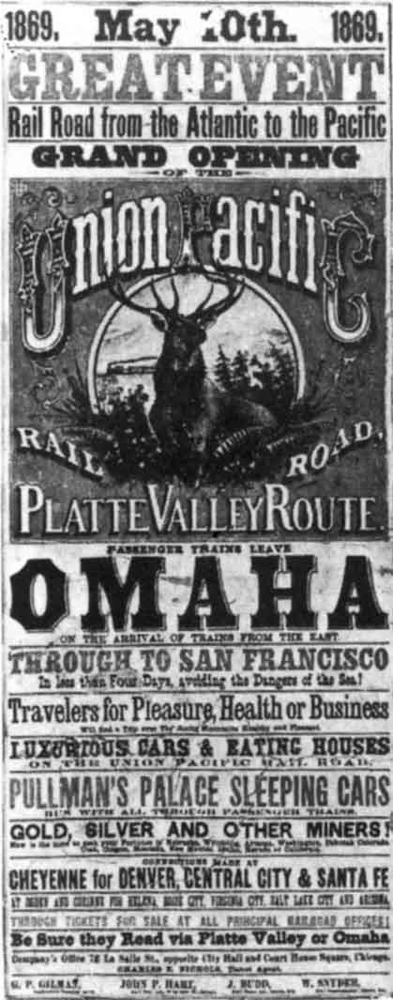 1869. May 10th. 1869.
GREAT EVENT
Rail Road from the Atlantic to the Pacific
GRAND OPENING
OF THE
Union Pacific
RAIL ROAD.
PLATTE VALLEY ROUTE.
PASSENGER TRAINS LEAVE
OMAHA
ON THE ARRIVAL OF TRAINS FROM THE EAST
THROUGH TO SAN FRANCISCO
In less than Four Days, avoiding the Dangers of the Sea!
Travelers for Pleasure, Health or Business
Will find a Trip over The Rocky Mountains Healthy and Pleasant.
LUXURIOUS CARS & EATING HOUSES
ON THE UNION PACIFIC RAIL ROAD.
PULLMAN'S PALACE SLEEPING CARS
RUN WITH ALL THROUGH PASSENGER TRAINS.
GOLD, SILVER AND OTHER MINERS!
Now is the time to seek your Fortunes in Nebraska, Wyoming, Arizona, Washington, Dakotah Colorado
Utah, Oregon, Montana, New Mexico, Idaho, Nevada or California.
CONNECTIONS MADE AT
CHEYENNE for DENVER, CENTRAL CITY & SANTA FE
AT OGDEN AND CORINNE FOR HELENA, BOISE CITY, VIRGINIA CITY, SALT LAKE CITY AND ARIZONA.
THROUGH TICKETS FOR SALE AT ALL PRINCIPAL RAILROAD OFFICES!
Be Sure they Read via Platte Valley or Omaha
Company's Office 72 La Salle St., opposite City Hall and Court House Square, Chicago.
CHARLES E. NICHOLS, Ticket Agent.
G. P. GILMAN, JOHN P. HART, J. BUDD, W. SNYDER,